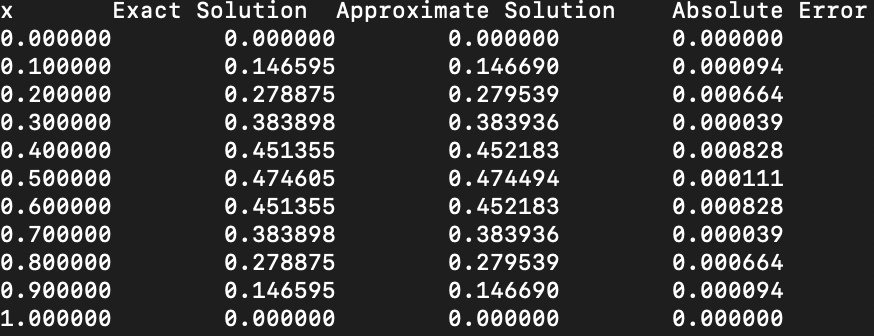 x Exact Solution Approximate Solution Absolute Error
0.000000 0.000000 0.000000 0.000000
0.100000 0.146595 0.146690 0.000094
0.200000 0.278875 0.279539 0.000664
0.300000 0.383898 0.383936 0.000039
0.400000 0.451355 0.452183 0.000828
0.500000 0.474605 0.474494 0.000111
0.600000 0.451355 0.452183 0.000828
0.700000 0.383898 0.383936 0.000039
0.800000 0.278875 0.279539 0.000664
0.900000 0.146595 0.146690 0.000094
1.000000 0.000000 0.000000 0.000000